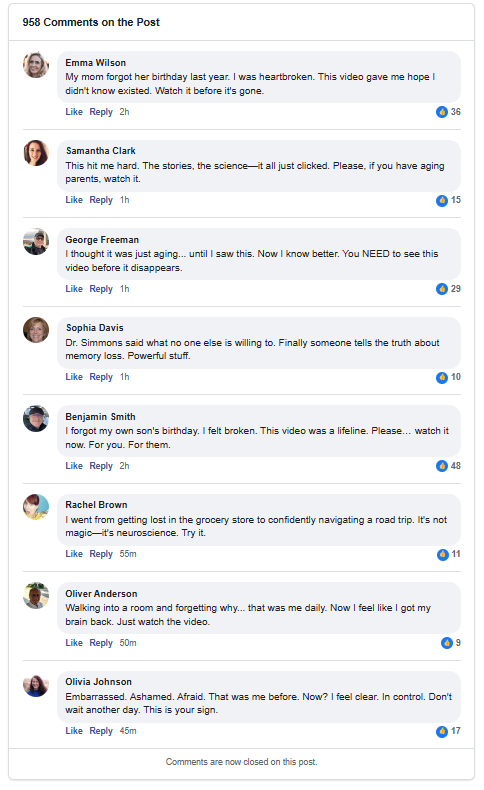 958 Comments on the Post
Emma Wilson
My mom forgot her birthday last year. I was heartbroken. This video gave me hope I
didn't know existed. Watch it before it's gone.
Like Reply 2h 36
Samantha Clark
This hit me hard. The stories, the science—it all just clicked. Please, if you have aging
parents, watch it.
Like Reply 1h 15
George Freeman
I thought it was just aging... until I saw this. Now I know better. You NEED to see this
video before it disappears.
Like Reply 1h 29
Sophia Davis
Dr. Simmons said what no one else is willing to. Finally someone tells the truth about
memory loss. Powerful stuff.
Like Reply 1h 10
Benjamin Smith
I forgot my own son's birthday. I felt broken. This video was a lifeline. Please… watch it
now. For you. For them.
Like Reply 2h 48
Rachel Brown
I went from getting lost in the grocery store to confidently navigating a road trip. It's not
magic—it's neuroscience. Try it.
Like Reply 55m 11
Oliver Anderson
Walking into a room and forgetting why... that was me daily. Now I feel like I got my
brain back. Just watch the video.
Like Reply 50m 9
Olivia Johnson
Embarrassed. Ashamed. Afraid. That was me before. Now? I feel clear. In control. Don't
wait another day. This is your sign.
Like Reply 45m 17
Comments are now closed on this post.